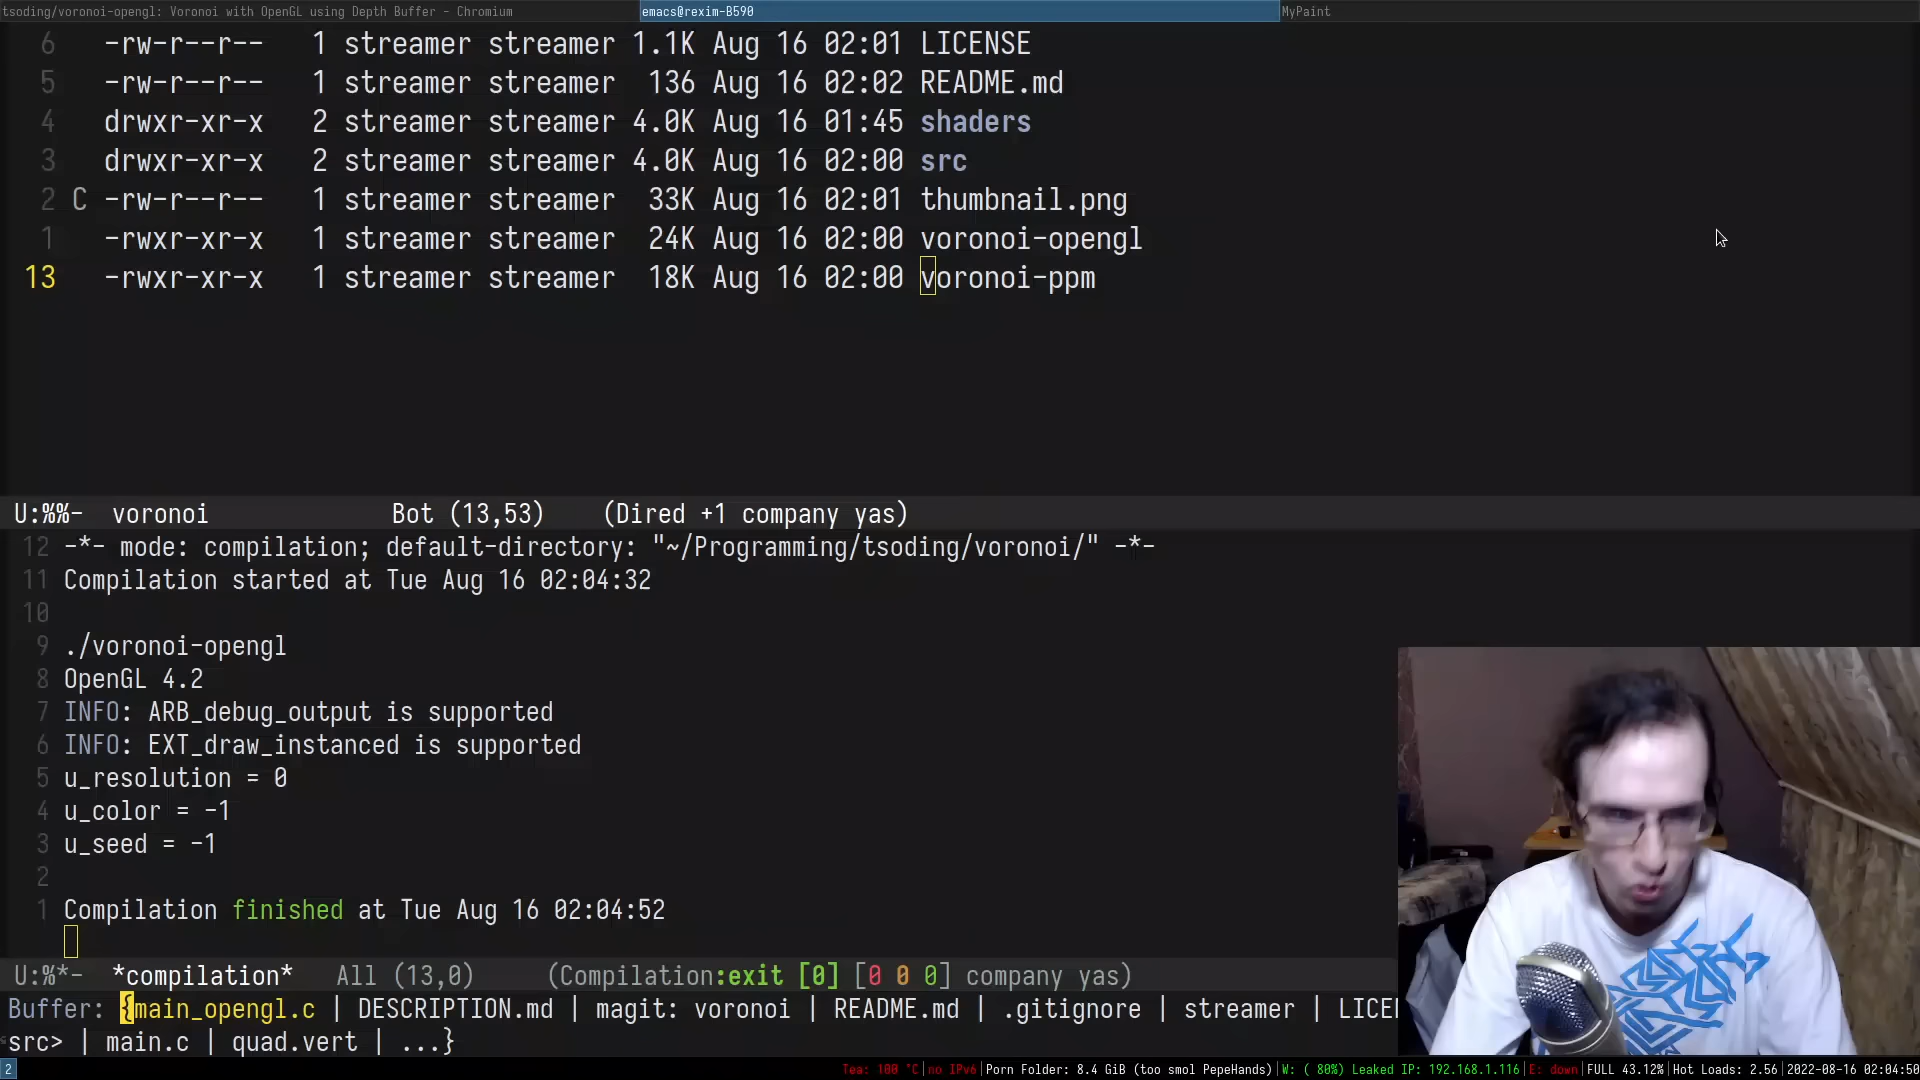 tsoding/voronoi-opengl: Voronoi with OpenGL using Depth Buffer - Chromium
emacs@rexim-B590
MyPaint
6 -rw-r--r-- 1 streamer streamer 1.1K Aug 16 02:01 LICENSE
5 -rw-r--r-- 1 streamer streamer 136 Aug 16 02:02 README.md
4 drwxr-xr-x 2 streamer streamer 4.0K Aug 16 01:45 shaders
3 drwxr-xr-x 2 streamer streamer 4.0K Aug 16 02:00 src
2 C -rw-r--r-- 1 streamer streamer 33K Aug 16 02:01 thumbnail.png
1 -rwxr-xr-x 1 streamer streamer 24K Aug 16 02:00 voronoi-opengl
13 -rwxr-xr-x 1 streamer streamer 18K Aug 16 02:00 voronoi-ppm
U:%%- voronoi Bot (13,53) (Dired +1 company yas)
12 -*- mode: compilation; default-directory: "~/Programming/tsoding/voronoi/" -*-
11 Compilation started at Tue Aug 16 02:04:32
10
9 ./voronoi-opengl
8 OpenGL 4.2
7 INFO: ARB_debug_output is supported
6 INFO: EXT_draw_instanced is supported
5 u_resolution = 0
4 u_color = -1
3 u_seed = -1
2
1 Compilation finished at Tue Aug 16 02:04:52
U:%*- *compilation* All (13,0) (Compilation:exit [0] [0 0 0] company yas)
Buffer: {main_opengl.c | DESCRIPTION.md | magit: voronoi | README.md | .gitignore | streamer | LICE
src> | main.c | quad.vert | ...}
2
Tea: 100 °C|no IPv6|Porn Folder: 8.4 GiB (too smol PepeHands)|W: ( 80%) Leaked IP: 192.168.1.116|E: down|FULL 43.12%|Hot Loads: 2.56|2022-08-16 02:04:50